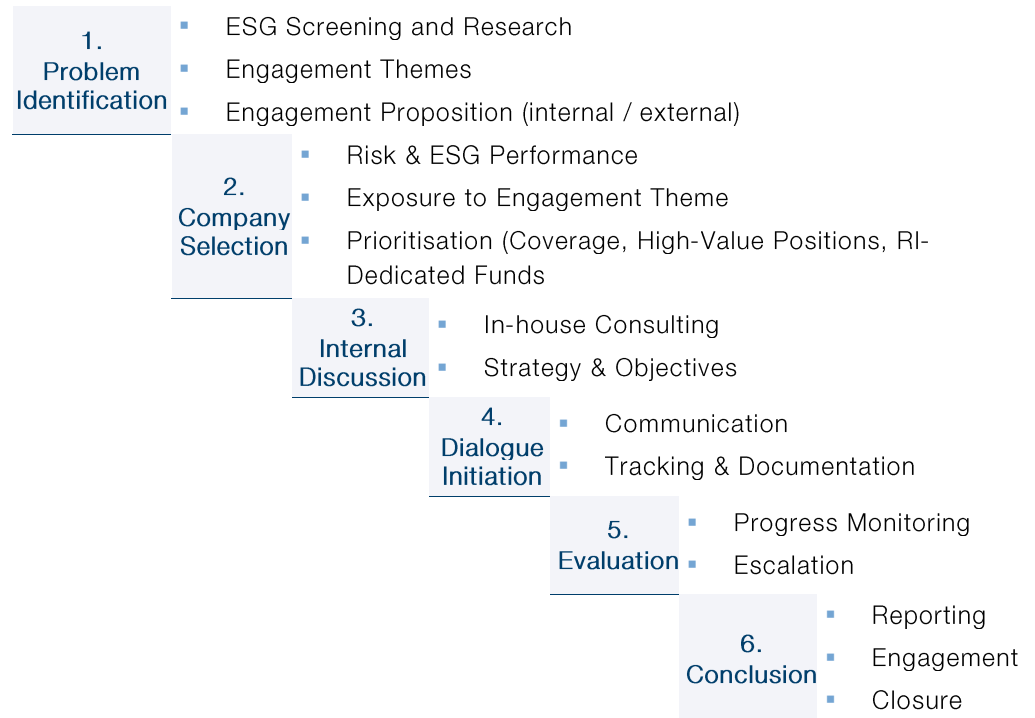 1.
Problem
Identification
ESG Screening and Research
Engagement Themes
Engagement Proposition (internal / external)
2.
Company
Selection
Risk & ESG Performance
Exposure to Engagement Theme
Prioritisation (Coverage, High-Value Positions, RI-
Dedicated Funds
3.
Internal
Discussion
In-house Consulting
Strategy & Objectives
4.
Dialogue
Initiation
Communication
Tracking & Documentation
5.
Evaluation
Progress Monitoring
Escalation
6.
Conclusion
Reporting
Engagement
Closure